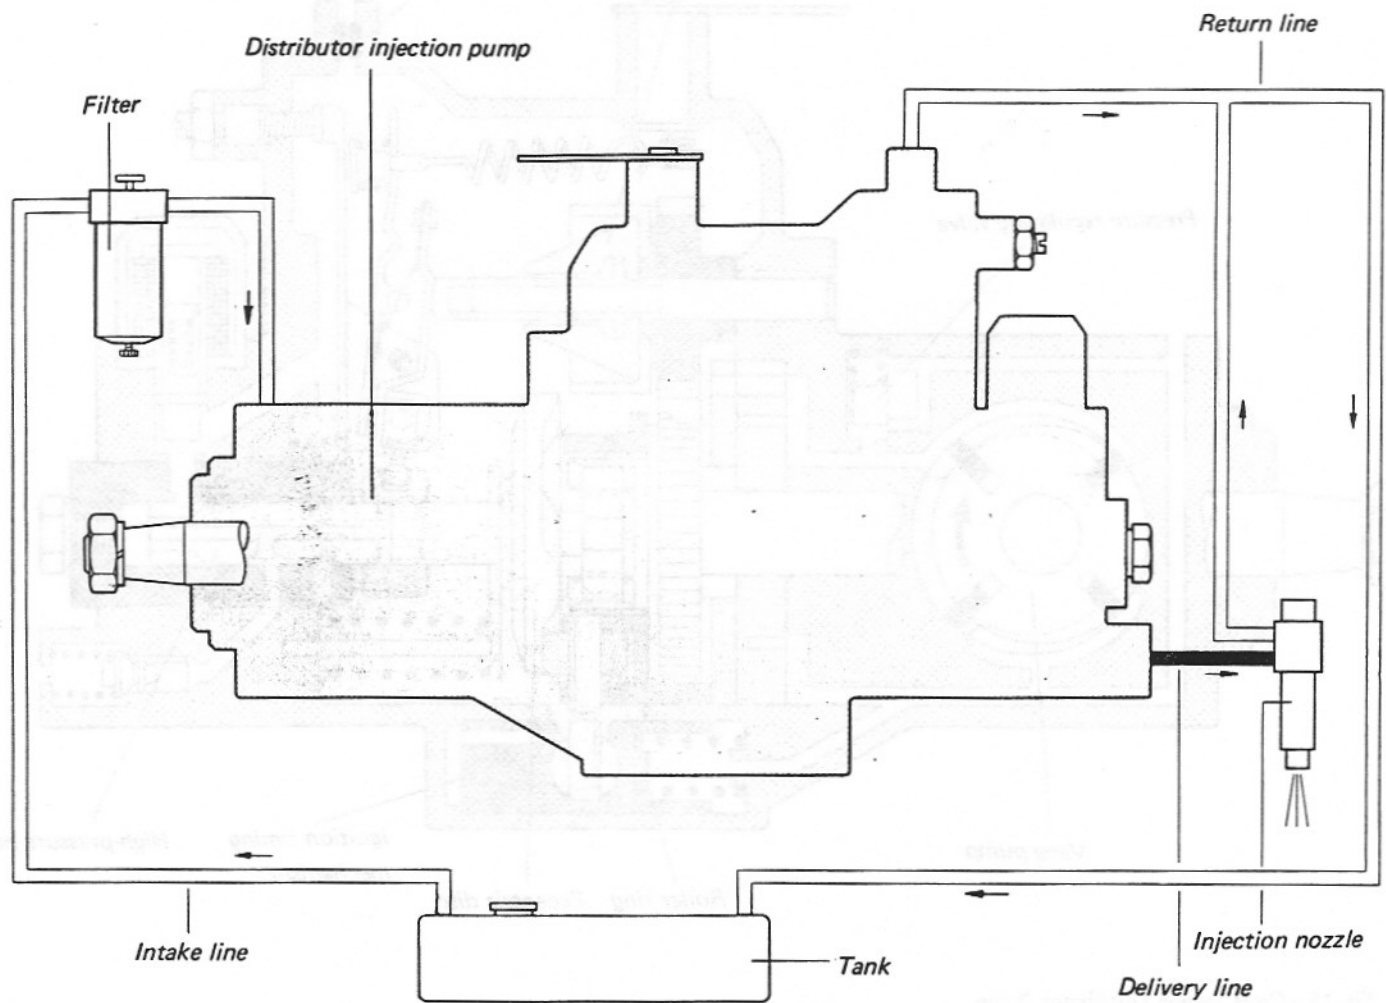 Return line
Distributor injection pump
Filter
Intake line
Tank
Injection nozzle
Delivery line